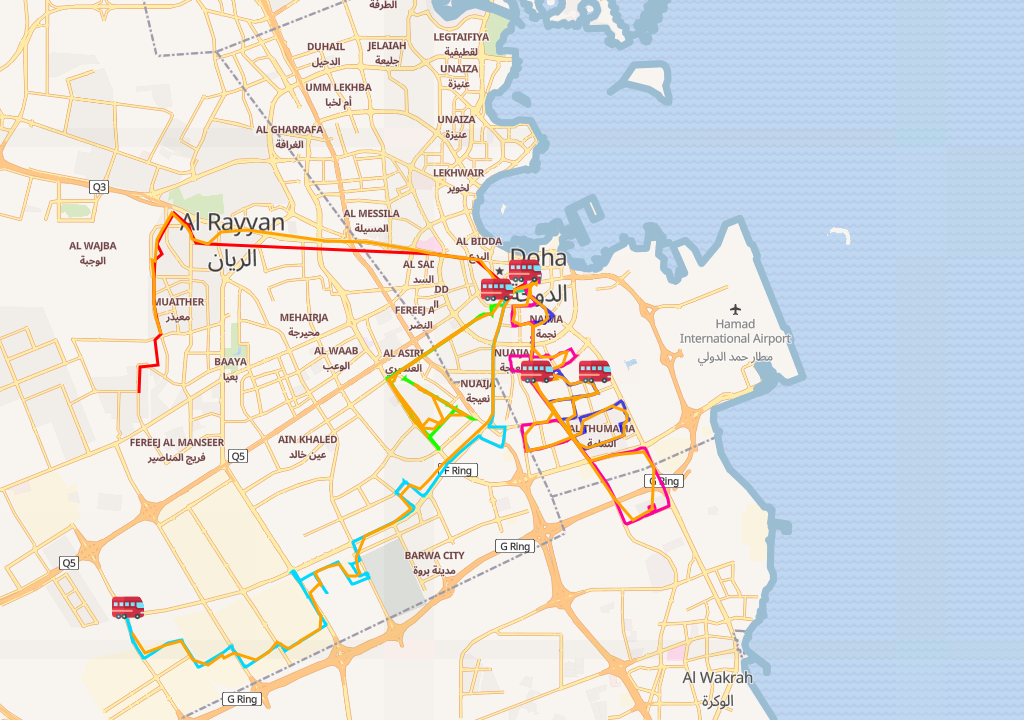 الطرفة
DUHAIL
الدحيل
JELAIAH
جليعة
LEGTAIFIYA
لقطيفية
UNAIZA
عنيزة
UMM LEKHBA
أم لخبا
UNAIZA
عنيزة
AL GHARRAFA
الغرافة
LEKHWAIR
لخوير
Q3
Al Rayyan
الريان
AL MESSILA
المسيلة
AL WAJBA
الوجبة
AL BIDDA
البدع
Doha
الدوحة
AL SAD
السد
DD
MUAITHER
معيذر
MEHAIRJA
محيرجة
FEREEJ A
النصر
NAJMA
نجمة
Hamad
International Airport
مطار حمد الدولي
BAAYA
بعيا
AL WAAB
الوعب
AL ASIRI
العسيري
NUAIJA
NUAIJA
نعيجة
AL THUMAMA
الثمامة
FEREEJ AL MANSEER
فريج المناصير
Q5
AIN KHALED
عين خالد
F Ring
G Ring
G Ring
BARWA CITY
مدينة بروة
Q5
G Ring
Al Wakrah
الوكرة